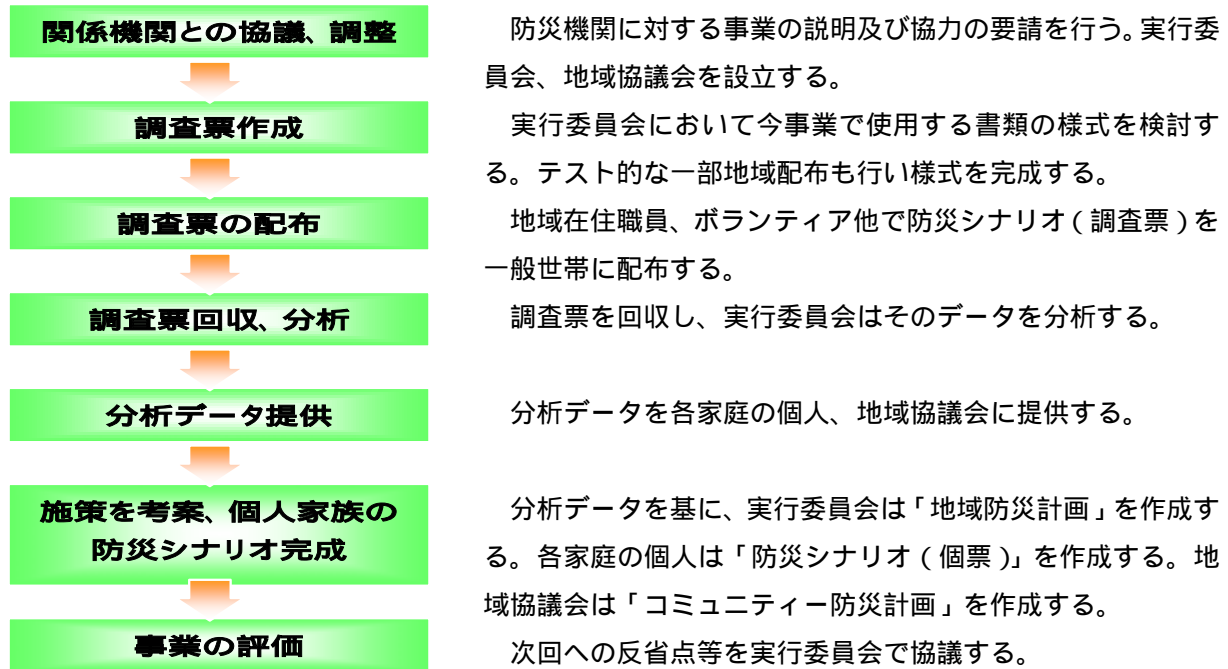 関係機関との協議、調整
防災機関に対する事業の説明及び協力の要請を行う。実行委
員会、地域協議会を設立する。
調査票作成
実行委員会において今事業で使用する書類の様式を検討す
る。テスト的な一部地域配布も行い様式を完成する。
調査票の配布
地域在住職員、ボランティア他で防災シナリオ(調査票)を
一般世帯に配布する。
調査票回収、分析
調査票を回収し、実行委員会はそのデータを分析する。
分析データ提供
分析データを各家庭の個人、地域協議会に提供する。
施策を考案、個人家族の
防災シナリオ完成
分析データを基に、実行委員会は「地域防災計画」を作成す
る。各家庭の個人は「防災シナリオ(個票)」を作成する。地
域協議会は「コミュニティー防災計画」を作成する。
事業の評価
次回への反省点等を実行委員会で協議する。